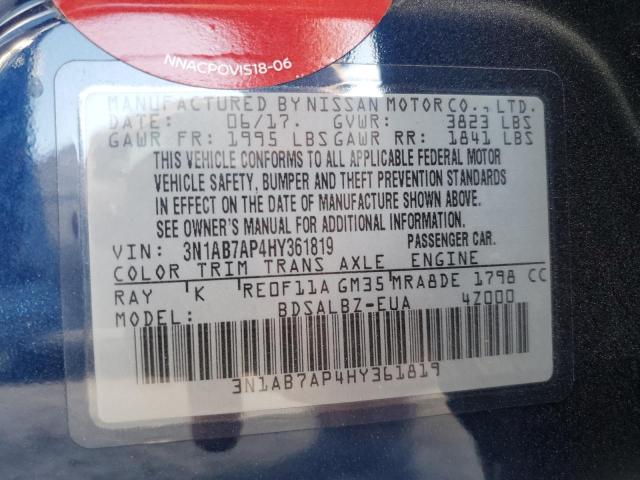 NNACPOVIS18-06
MANUFACTURED BY NISSAN MOTOR CO., LTD.
DATE: 06/17. GVWR: 3823 LBS
GAWR FR: 1995 LBS GAWR RR: 1841 LBS
THIS VEHICLE CONFORMS TO ALL APPLICABLE FEDERAL MOTOR
VEHICLE SAFETY, BUMPER AND THEFT PREVENTION STANDARDS
IN EFFECT ON THE DATE OF MANUFACTURE SHOWN ABOVE.
SEE OWNER'S MANUAL FOR ADDITIONAL INFORMATION.
VIN: 3N1AB7AP4HY361819 PASSENGER CAR.
COLOR TRIM TRANS AXLE ENGINE
RAY K RE0F11A GM35 MRA8DE 1798 CC
MODEL: BDSALBZ-EUA 4Z000
3N1AB7AP4HY361819